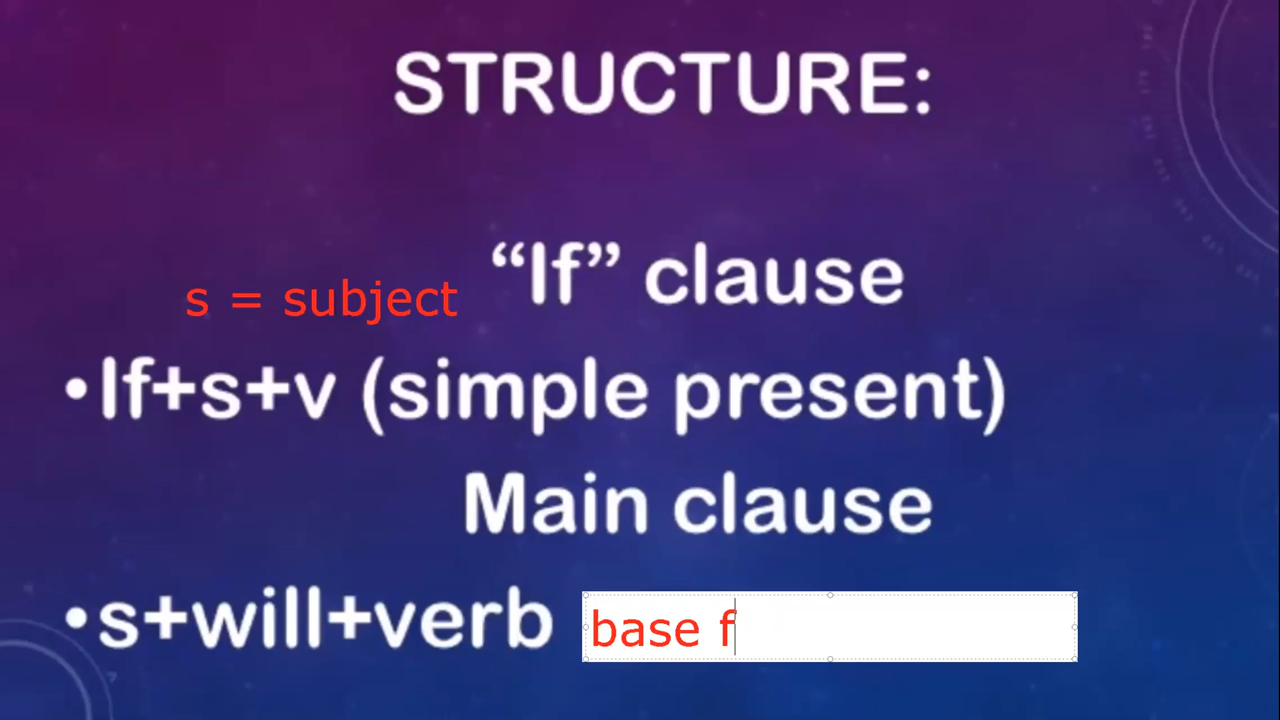 STRUCTURE:
“If” clause
s = subject
•If+s+v (simple present)
Main clause
•s+will+verb base f